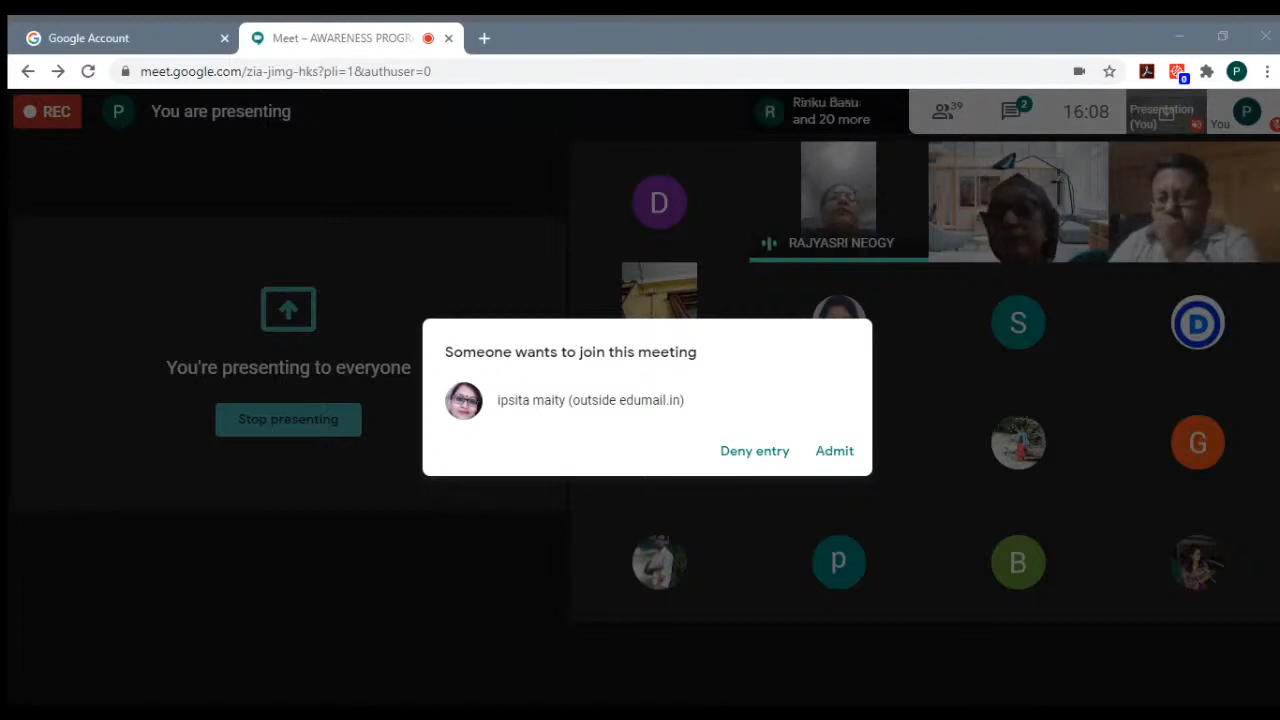 Google Account
Meet – AWARENESS PROGR
meet.google.com/zia-jimg-hks?pli=1&authuser=0
P
0
REC
P
You are presenting
R
Rinku Basu
and 20 more
39
2
16:08
Presentation
(You)
You
P
D
RAJYASRI NEOGY
S
D
You're presenting to everyone
Stop presenting
Someone wants to join this meeting
ipsita maity (outside edumail.in)
Deny entry
Admit
G
p
B